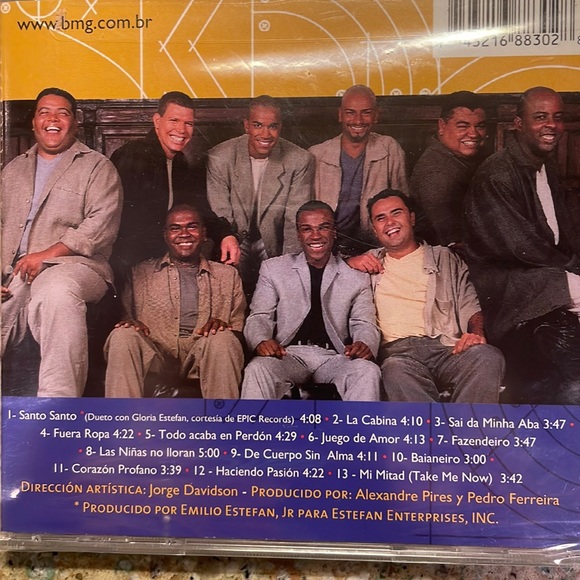 www.bmg.com.br
43216 88302
1- Santo Santo *(Dueto con Gloria Estefan, cortesía de EPIC Records) 4:08 • 2- La Cabina 4:10 • 3- Sai da Minha Aba 3:47 •
4- Fuera Ropa 4:22 • 5- Todo acaba en Perdón 4:29 • 6- Juego de Amor 4:13 • 7- Fazendeiro 3:47
• 8- Las Niñas no lloran 5:00 • 9- De Cuerpo Sin Alma 4:11 • 10- Baianeiro 3:00 •
11- Corazón Profano 3:39 • 12 - Haciendo Pasión 4:22 • 13 - Mi Mitad (Take Me Now) 3:42
DIRECCIÓN ARTÍSTICA: Jorge Davidson - PRODUCIDO POR: Alexandre Pires y Pedro Ferreira
* PRODUCIDO POR EMILIO ESTEFAN, JR PARA ESTEFAN ENTERPRISES, INC.